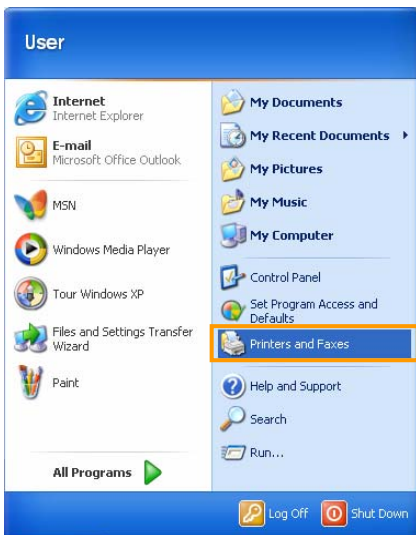 User
Internet
Internet Explorer
E-mail
Microsoft Office Outlook
MSN
Windows Media Player
Tour Windows XP
Files and Settings Transfer
Wizard
Paint
All Programs
My Documents
My Recent Documents
My Pictures
My Music
My Computer
Control Panel
Set Program Access and
Defaults
Printers and Faxes
Help and Support
Search
Run...
Log Off
Shut Down